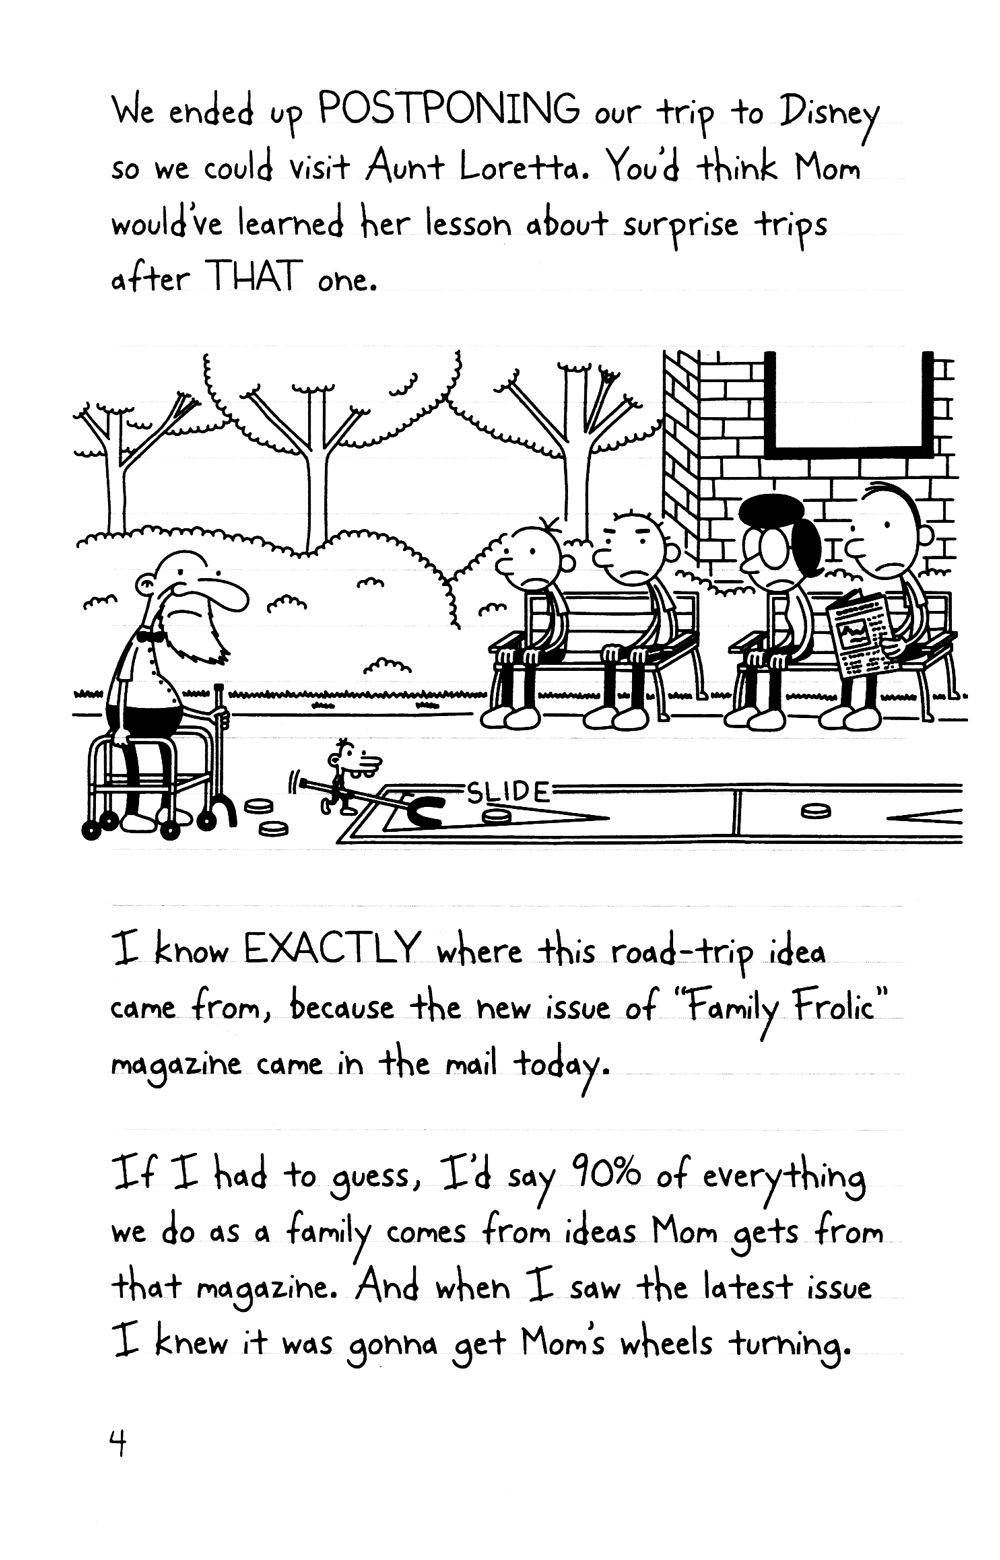 We ended up POSTPONING our trip to Disney
so we could visit Aunt Loretta. You'd think Mom
would've learned her lesson about surprise trips
after THAT one.
SLIDE
I know EXACTLY where this road-trip idea
came from, because the new issue of "Family Frolic"
magazine came in the mail today.
If I had to guess, I'd say 90% of everything
we do as a family comes from ideas Mom gets from
that magazine. And when I saw the latest issue
I knew it was gonna get Mom's wheels turning.
4